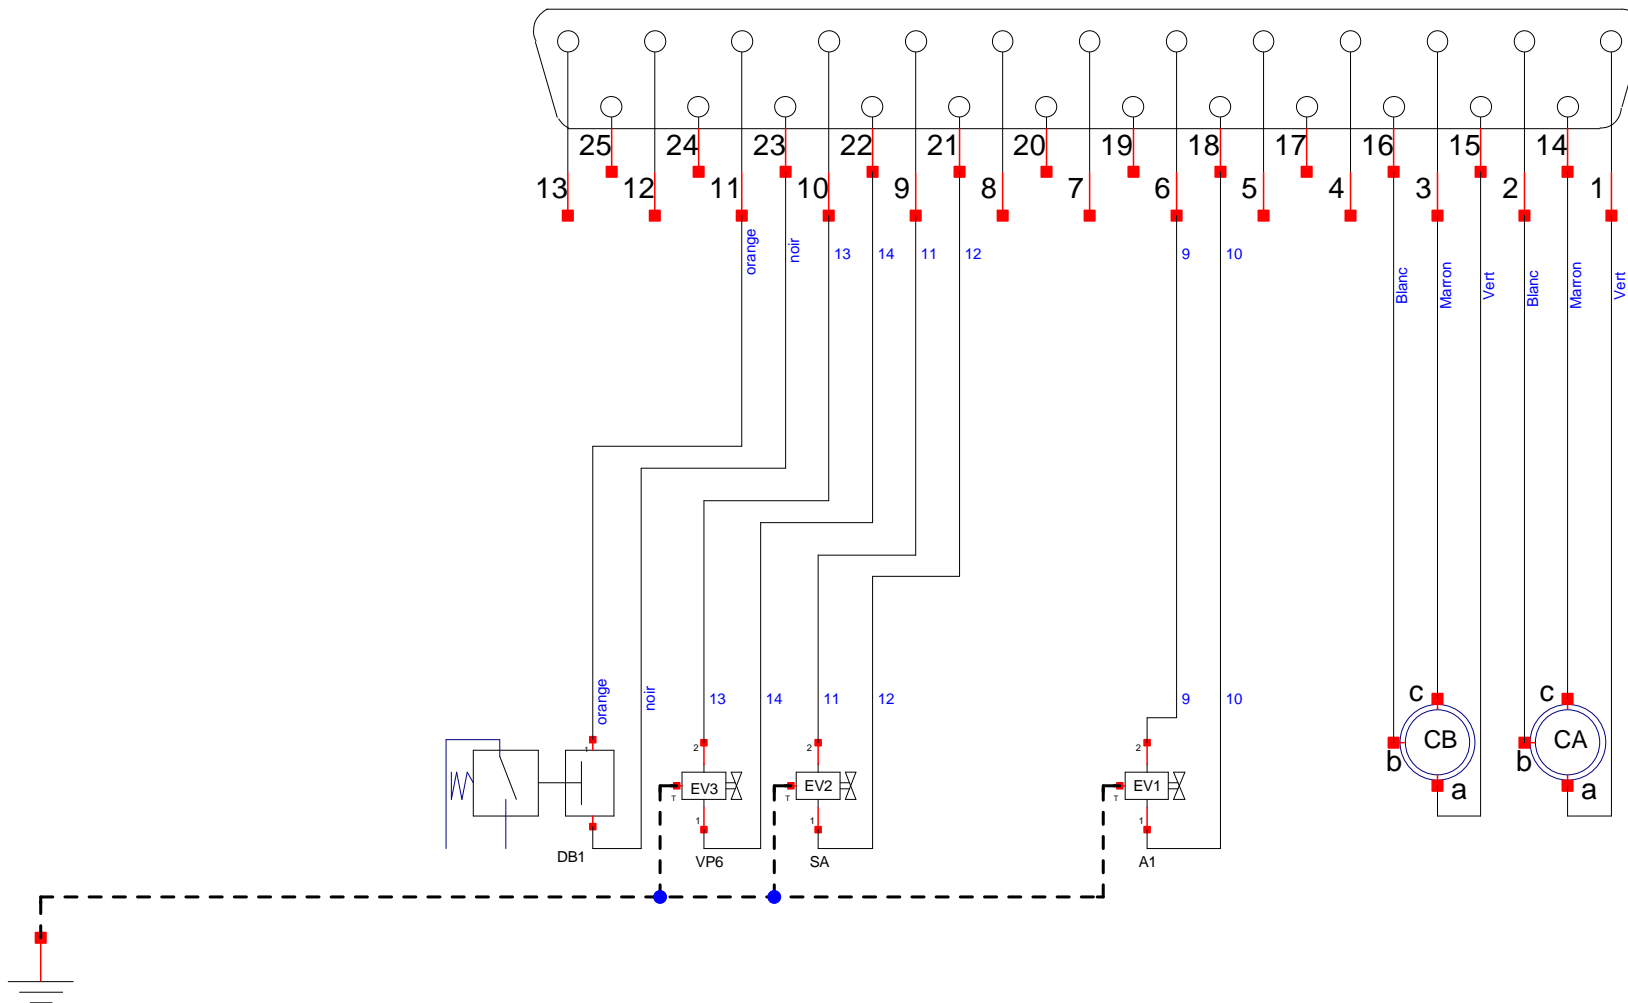 25 24 23 22 21 20 19 18 17 16 15 14
13 12 11 10 9 8 7 6 5 4 3 2 1
orange noir 13 14 11 12 9 10 Blanc Marron Vert Blanc Marron Vert
orange noir 13 14 11 12 9 10
c c
1 2 2 2 CB CA
b a b a
EV3 EV2 EV1
T T T
1 1 1
DB1 VP6 SA A1